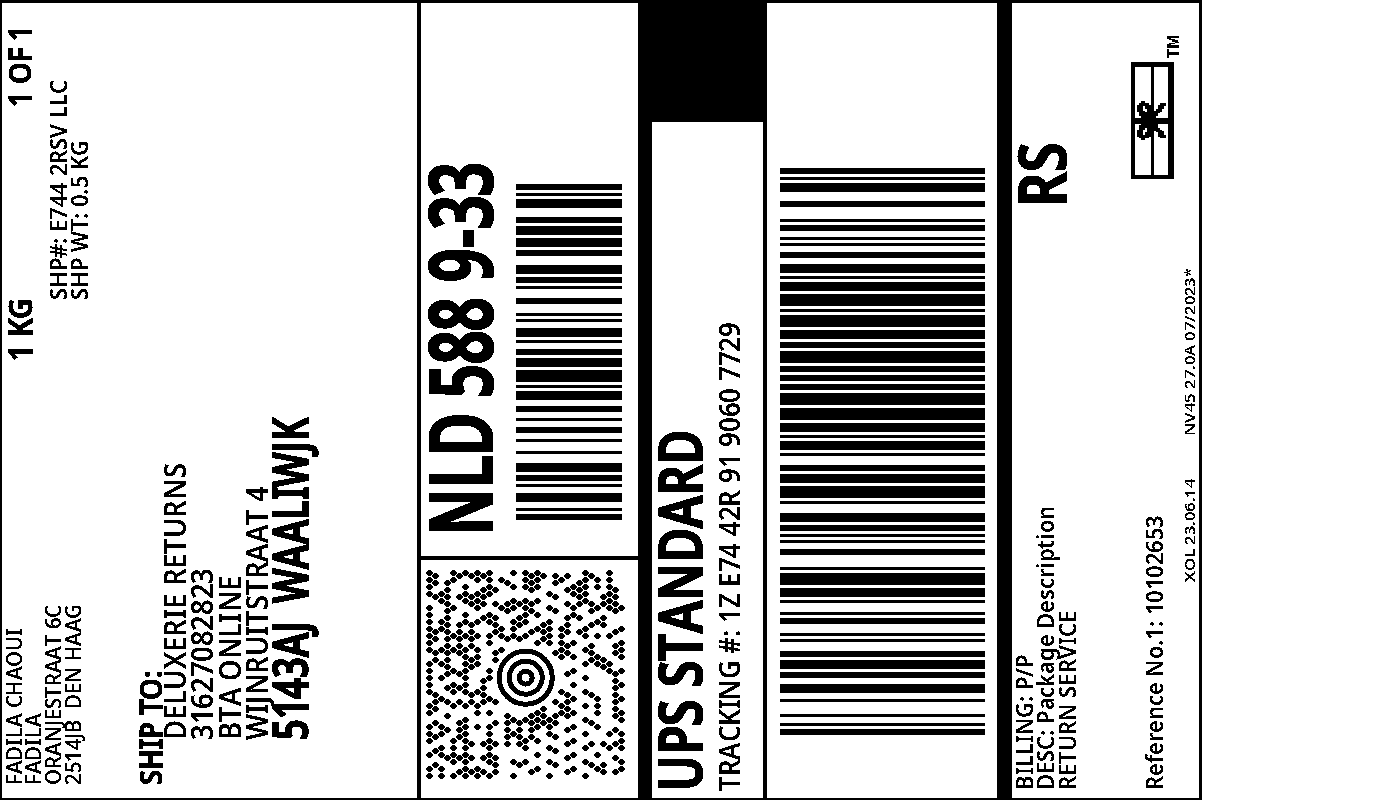 FADILA CHAOUI
FADILA
ORANJESTRAAT 6C
2514JB DEN HAAG
1 KG
1 OF 1
SHP#: E744 2RSV LLC
SHP WT: 0.5 KG
SHIP TO:
DELUXERIE RETURNS
31627082823
BTA ONLINE
WIJNRUITSTRAAT 4
5143AJ WAALIWJK
NLD 588 9-33
UPS STANDARD
TRACKING #: 1Z E74 42R 91 9060 7729
BILLING: P/P
DESC: Package Description
RETURN SERVICE
RS
Reference No.1: 10102653
XOL 23.06.14 NV45 27.0A 07/2023*
TM